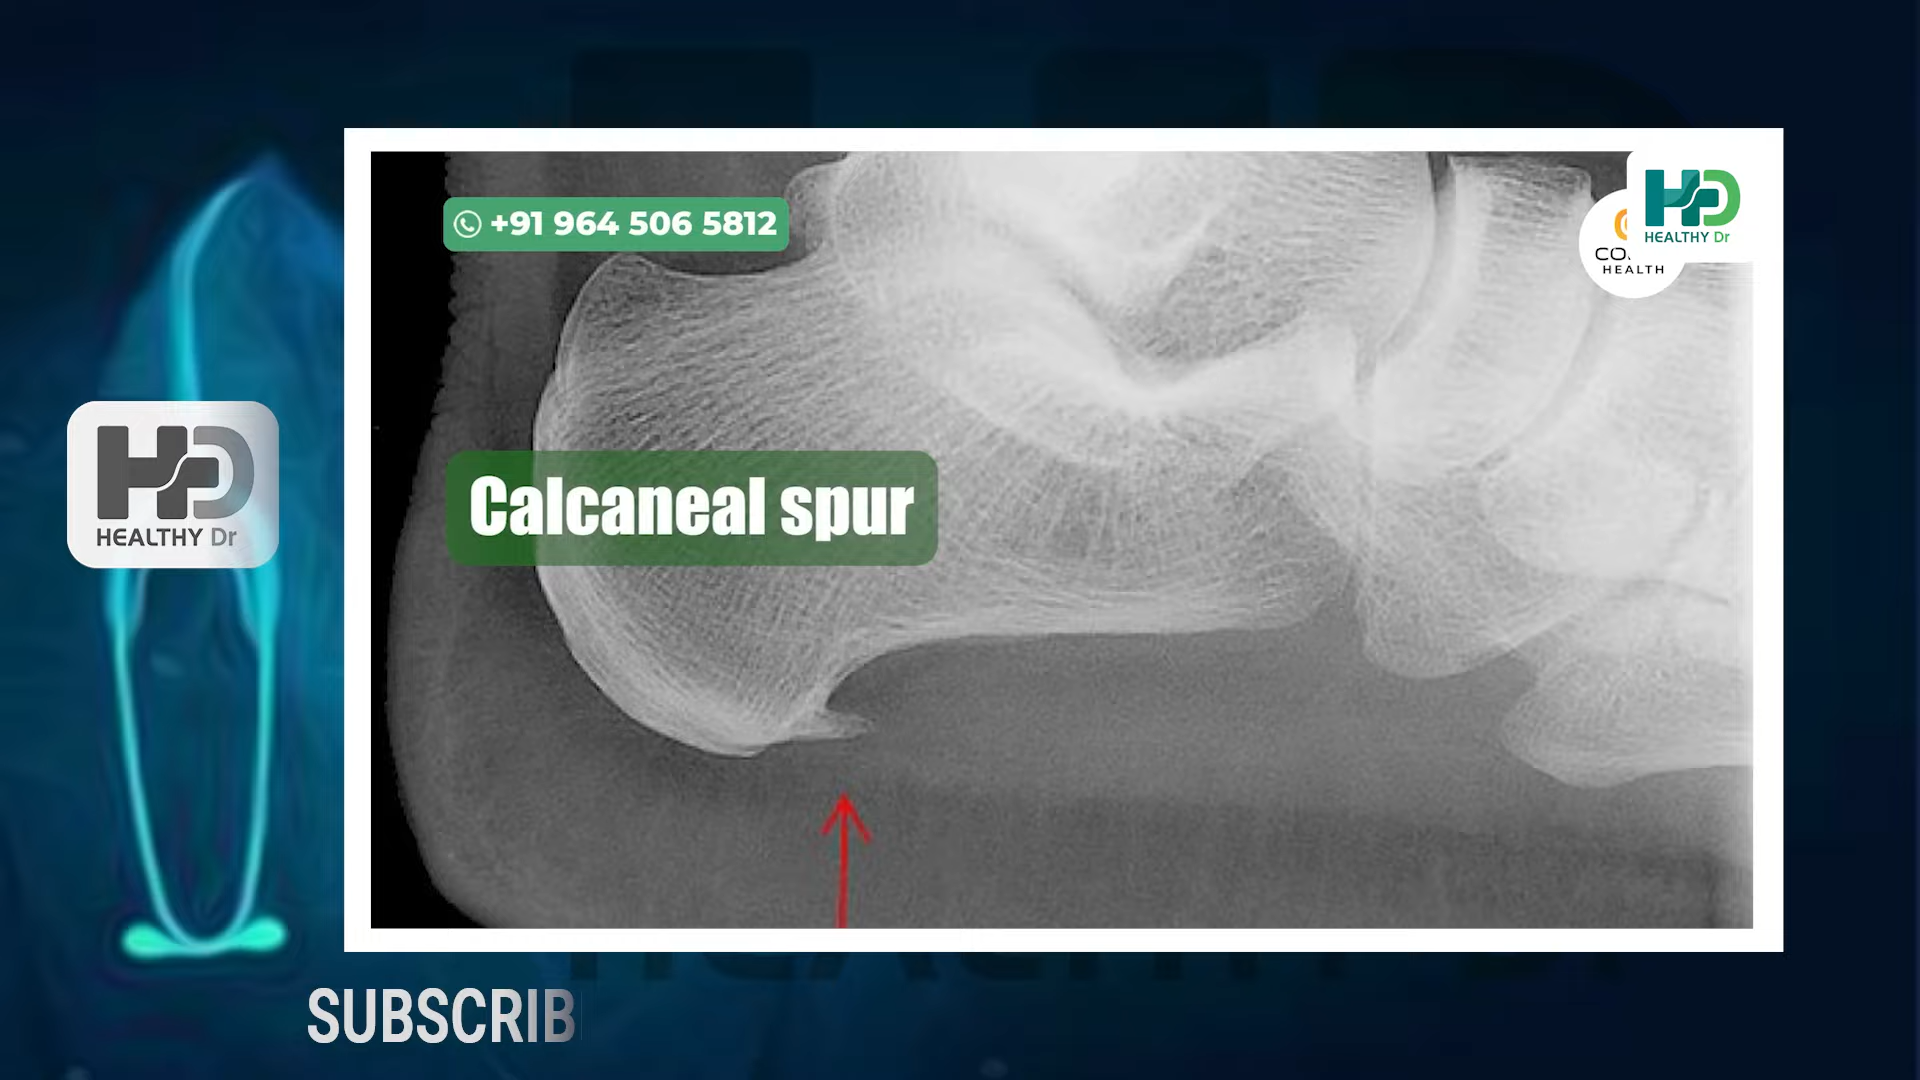 +91 964 506 5812
HEALTHY Dr
HEALTH
Calcaneal spur
HEALTHY Dr
SUBSCRIB